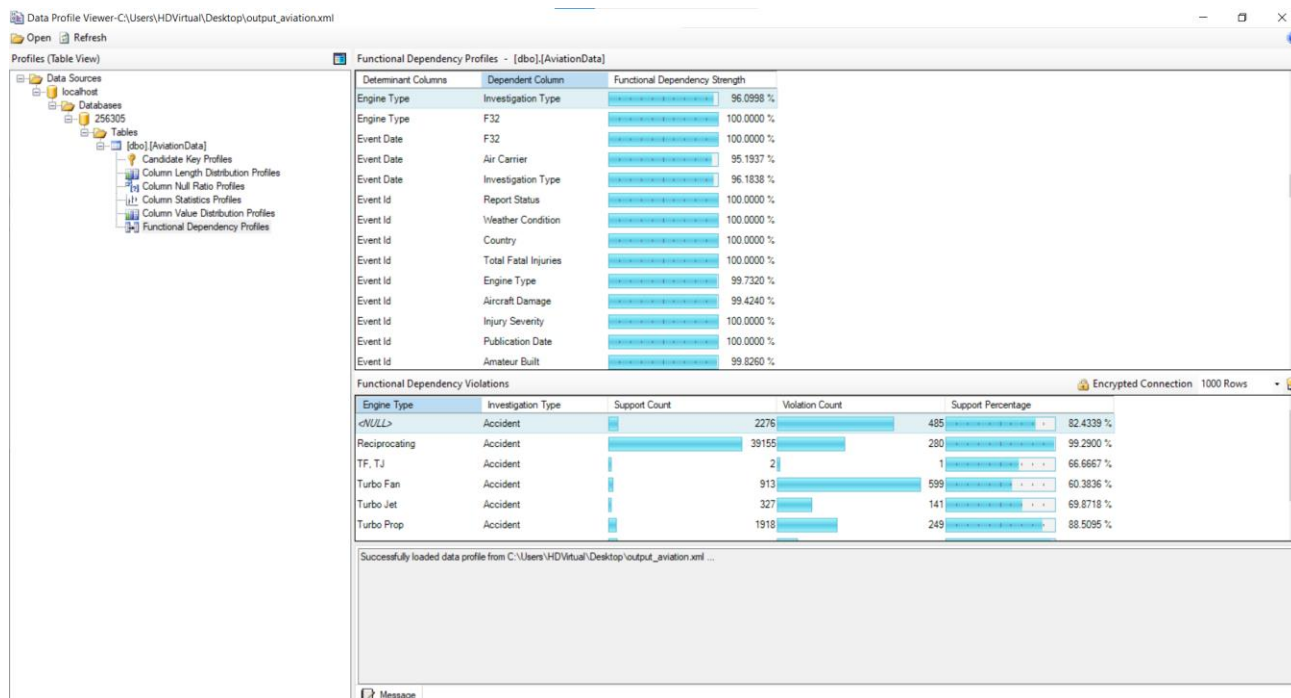 Data Profile Viewer-C:\Users\HDVirtual\Desktop\output_aviation.xml
Open Refresh
Profiles (Table View)
Data Sources
localhost
Databases
256305
Tables
[dbo].[AviationData]
Candidate Key Profiles
Column Length Distribution Profiles
Column Null Ratio Profiles
Column Statistics Profiles
Column Value Distribution Profiles
Functional Dependency Profiles
Functional Dependency Profiles - [dbo].[AviationData]
Determinant Columns Dependent Column Functional Dependency Strength
Engine Type Investigation Type 96.0998 %
Engine Type F32 100.0000 %
Event Date F32 100.0000 %
Event Date Air Carrier 95.1937 %
Event Date Investigation Type 96.1838 %
Event Id Report Status 100.0000 %
Event Id Weather Condition 100.0000 %
Event Id Country 100.0000 %
Event Id Total Fatal Injuries 100.0000 %
Event Id Engine Type 99.7320 %
Event Id Aircraft Damage 99.4240 %
Event Id Injury Severity 100.0000 %
Event Id Publication Date 100.0000 %
Event Id Amateur Built 99.8260 %
Functional Dependency Violations Encrypted Connection 1000 Rows
Engine Type Investigation Type Support Count Violation Count Support Percentage
<NULL> Accident 2276 485 82.4339 %
Reciprocating Accident 39155 280 99.2900 %
TF, TJ Accident 2 1 66.6667 %
Turbo Fan Accident 913 599 60.3836 %
Turbo Jet Accident 327 141 69.8718 %
Turbo Prop Accident 1918 249 88.5095 %
Successfully loaded data profile from C:\Users\HDVirtual\Desktop\output_aviation.xml ...
Message